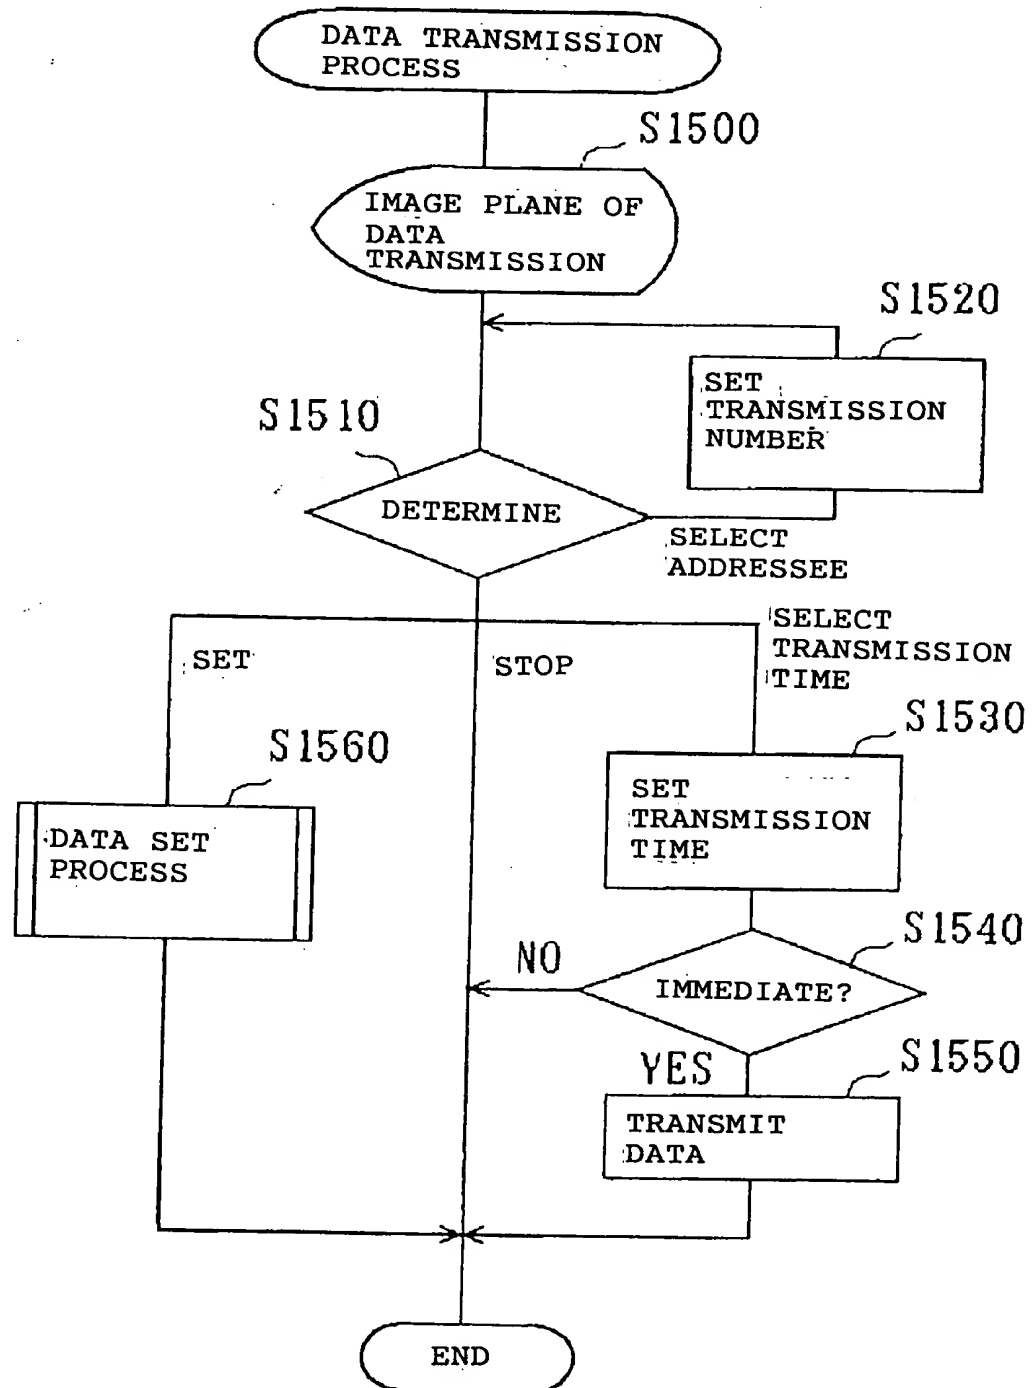 DATA TRANSMISSION
PROCESS
S1500
IMAGE PLANE OF
DATA
TRANSMISSION
S1520
SET
TRANSMISSION
NUMBER
S1510
DETERMINE
SELECT
ADDRESSEE
SET
STOP
SELECT
TRANSMISSION
TIME
S1530
SET
TRANSMISSION
TIME
S1560
DATA SET
PROCESS
S1540
NO
IMMEDIATE?
YES
S1550
TRANSMIT
DATA
END